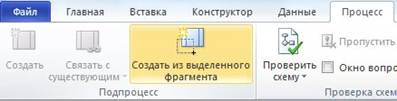 Файл Главная Вставка Конструктор Данные Процесс
Создать Связать с существующим Создать из выделенного фрагмента Проверить схему Пропустить
Окно вопро
Подпроцесс Проверка схем